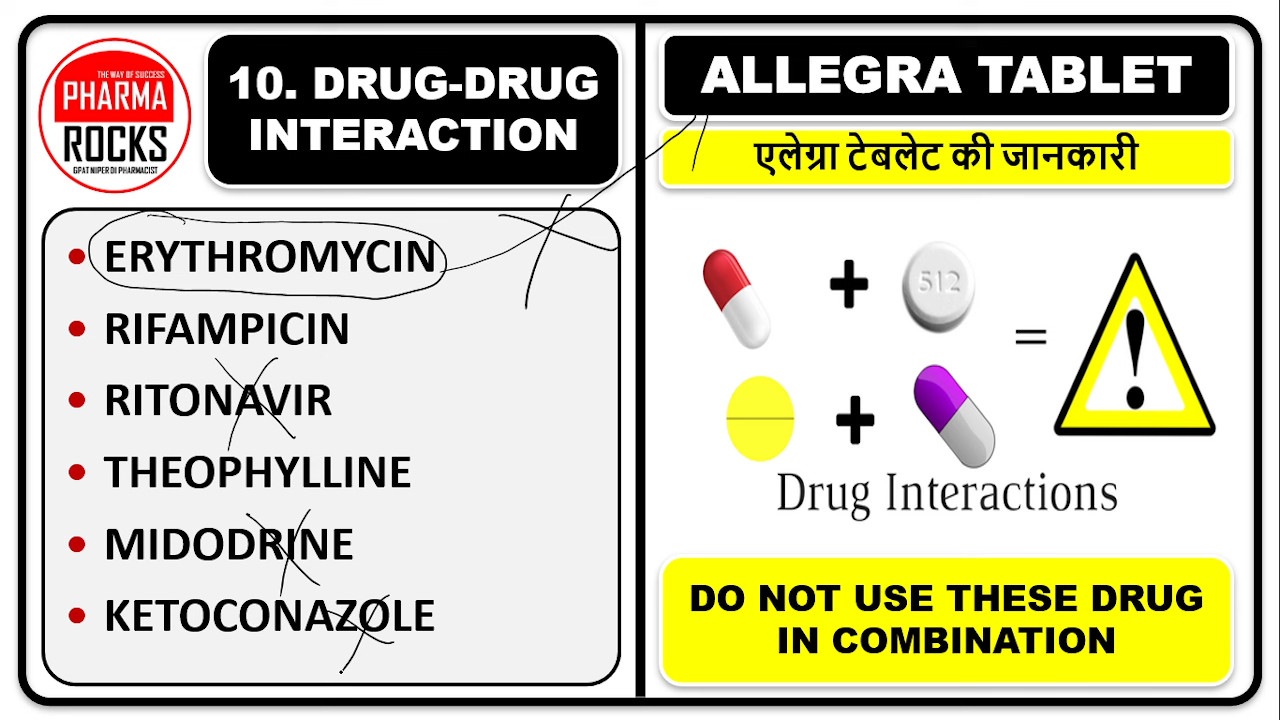 THE WAY OF SUCCESS
PHARMA
ROCKS
GPAT NIPER DI PHARMACIST
10. DRUG-DRUG
INTERACTION
• ERYTHROMYCIN
• RIFAMPICIN
• RITONAVIR
• THEOPHYLLINE
• MIDODRINE
• KETOCONAZOLE
ALLEGRA TABLET
एलेग्रा टेबलेट की जानकारी
+
512
=
!
+
Drug Interactions
DO NOT USE THESE DRUG
IN COMBINATION